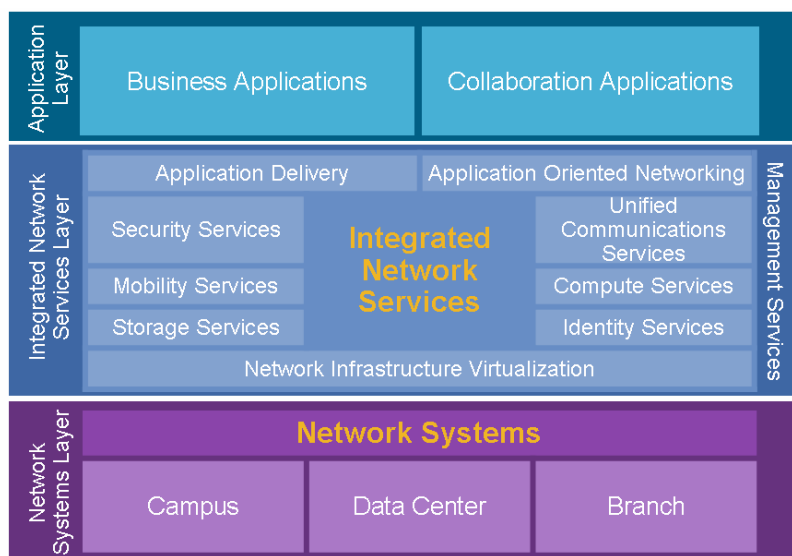 Application
Layer
Business Applications
Collaboration Applications
Integrated Network
Services Layer
Application Delivery
Application Oriented Networking
Security Services
Mobility Services
Storage Services
Integrated
Network
Services
Unified
Communications
Services
Compute Services
Identity Services
Network Infrastructure Virtualization
Management Services
Network
Systems Layer
Network Systems
Campus
Data Center
Branch